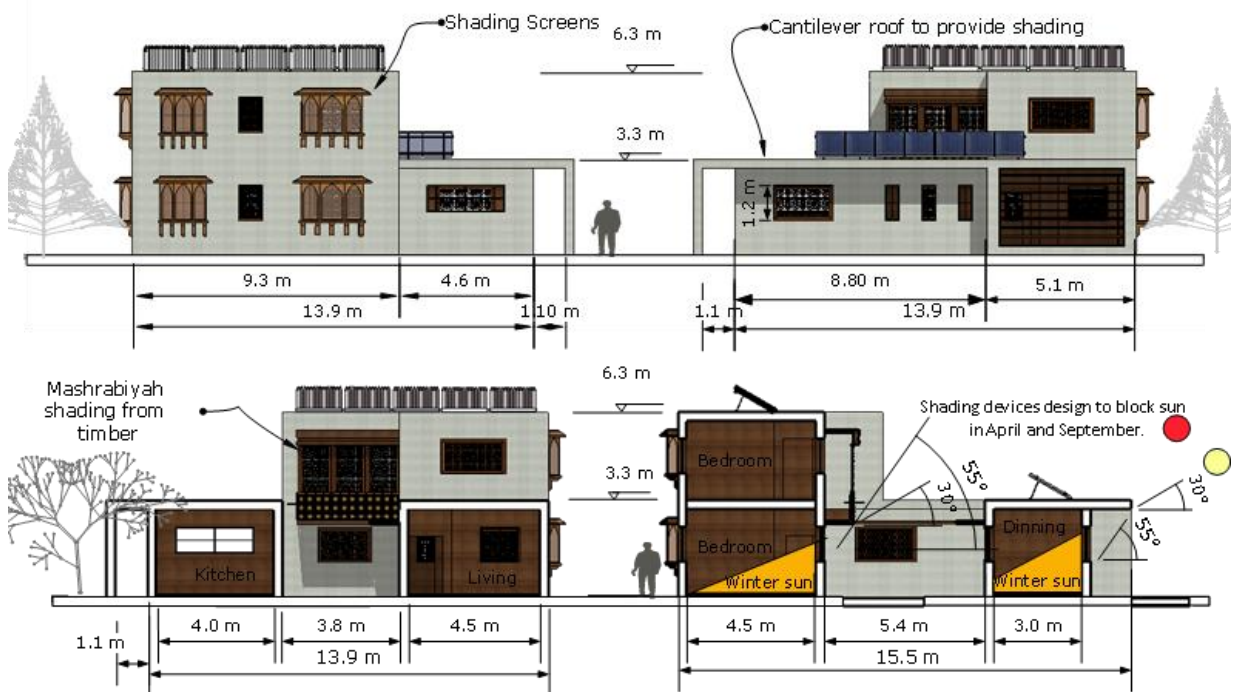 Shading Screens
6.3 m
Cantilever roof to provide shading
3.3 m
1.2 m
9.3 m
4.6 m
13.9 m
1.10 m
8.80 m
5.1 m
1.1 m
13.9 m
Mashrabiyah
shading from
timber
6.3 m
Shading devices design to block sun
in April and September.
3.3 m
Bedroom
55°
30°
30°
55°
Kitchen
Living
Bedroom
Dinning
Winter sun
Winter sun
4.0 m
3.8 m
4.5 m
4.5 m
5.4 m
3.0 m
1.1 m
13.9 m
15.5 m